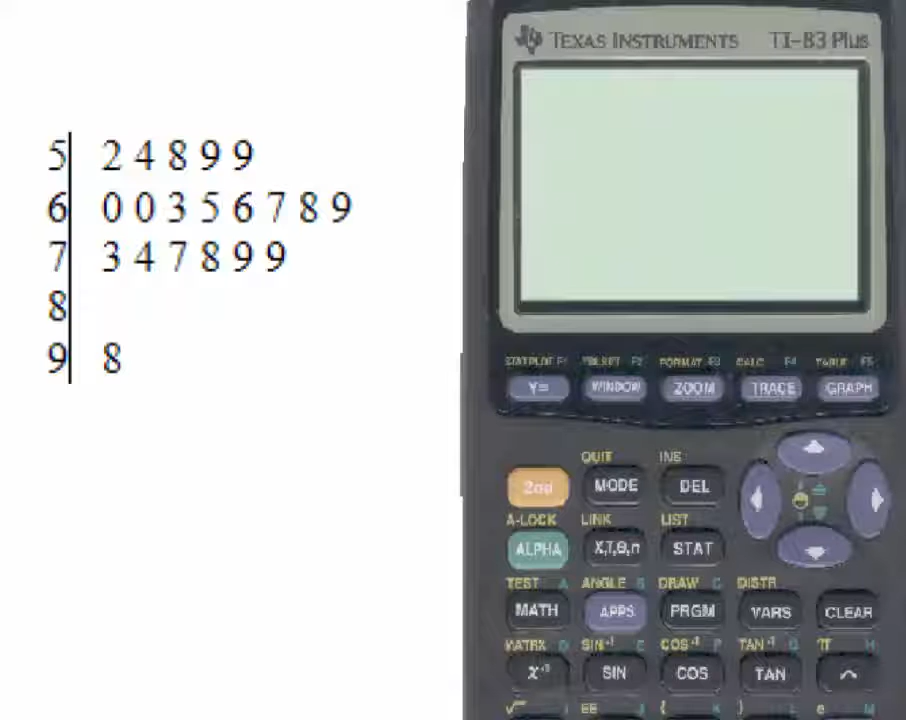 5 2 4 8 9 9
6 0 0 3 5 6 7 8 9
7 3 4 7 8 9 9
8
9 8
TEXAS INSTRUMENTS TI-83 Plus
STAT PLOT F1 TBLSET F2 FORMAT F3 CALC F4 TABLE F5
Y= WINDOW ZOOM TRACE GRAPH
QUIT INS
2nd MODE DEL
A-LOCK LINK LIST
ALPHA X,T,θ,n STAT
TEST A ANGLE B DRAW C DISTR
MATH APPS PRGM VARS CLEAR
MATRX D SIN⁻¹ E COS⁻¹ F TAN⁻¹ G π H
x⁻¹ SIN COS TAN ^
√ I EE J { K } L e M